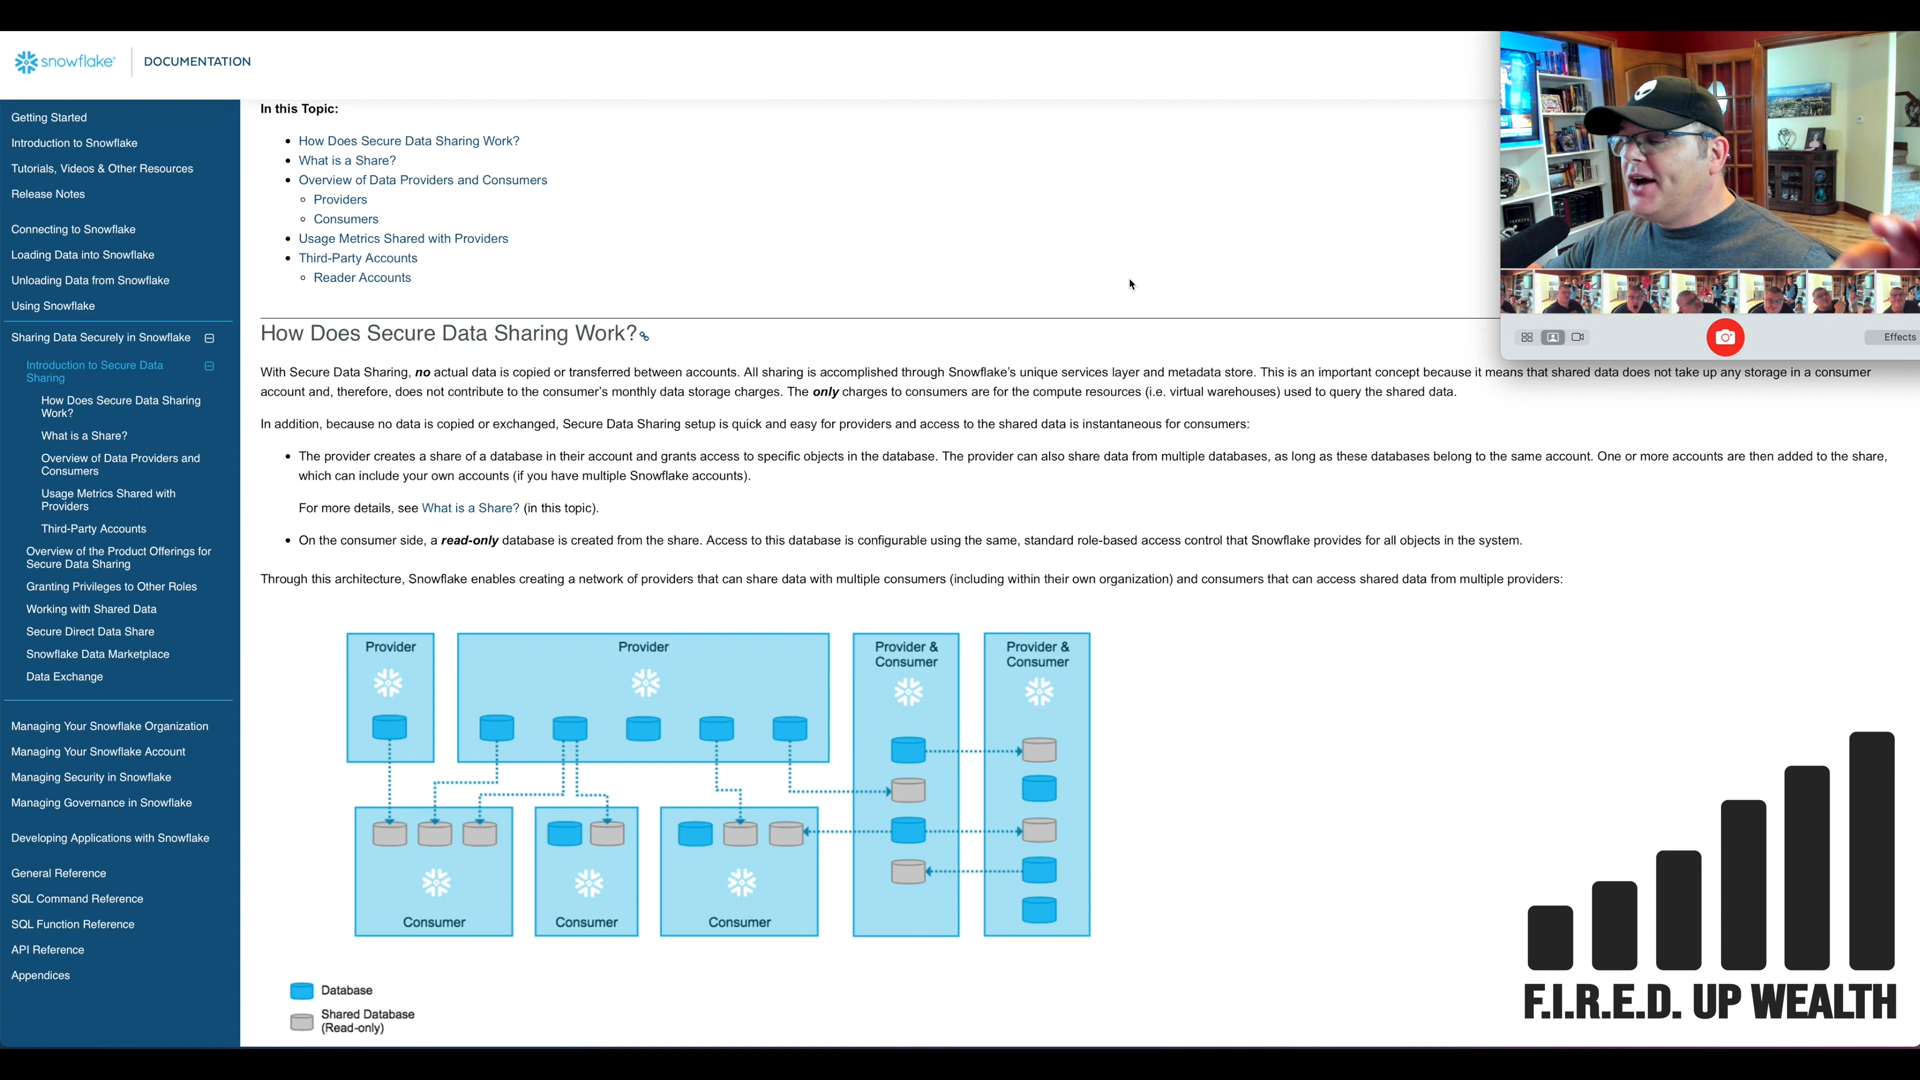 snowflake®
DOCUMENTATION
Getting Started
Introduction to Snowflake
Tutorials, Videos & Other Resources
Release Notes
Connecting to Snowflake
Loading Data into Snowflake
Unloading Data from Snowflake
Using Snowflake
Sharing Data Securely in Snowflake
Introduction to Secure Data
Sharing
How Does Secure Data Sharing
Work?
What is a Share?
Overview of Data Providers and
Consumers
Usage Metrics Shared with
Providers
Third-Party Accounts
Overview of the Product Offerings for
Secure Data Sharing
Granting Privileges to Other Roles
Working with Shared Data
Secure Direct Data Share
Snowflake Data Marketplace
Data Exchange
Managing Your Snowflake Organization
Managing Your Snowflake Account
Managing Security in Snowflake
Managing Governance in Snowflake
Developing Applications with Snowflake
General Reference
SQL Command Reference
SQL Function Reference
API Reference
Appendices
In this Topic:
How Does Secure Data Sharing Work?
What is a Share?
Overview of Data Providers and Consumers
Providers
Consumers
Usage Metrics Shared with Providers
Third-Party Accounts
Reader Accounts
How Does Secure Data Sharing Work?
With Secure Data Sharing, no actual data is copied or transferred between accounts. All sharing is accomplished through Snowflake's unique services layer and metadata store. This is an important concept because it means that shared data does not take up any storage in a consumer
account and, therefore, does not contribute to the consumer's monthly data storage charges. The only charges to consumers are for the compute resources (i.e. virtual warehouses) used to query the shared data.
In addition, because no data is copied or exchanged, Secure Data Sharing setup is quick and easy for providers and access to the shared data is instantaneous for consumers:
The provider creates a share of a database in their account and grants access to specific objects in the database. The provider can also share data from multiple databases, as long as these databases belong to the same account. One or more accounts are then added to the share,
which can include your own accounts (if you have multiple Snowflake accounts).
For more details, see What is a Share? (in this topic).
On the consumer side, a read-only database is created from the share. Access to this database is configurable using the same, standard role-based access control that Snowflake provides for all objects in the system.
Through this architecture, Snowflake enables creating a network of providers that can share data with multiple consumers (including within their own organization) and consumers that can access shared data from multiple providers:
Provider
Provider
Provider &
Consumer
Provider &
Consumer
Consumer
Consumer
Consumer
Database
Shared Database
(Read-only)
Effects
F.I.R.E.D. UP WEALTH